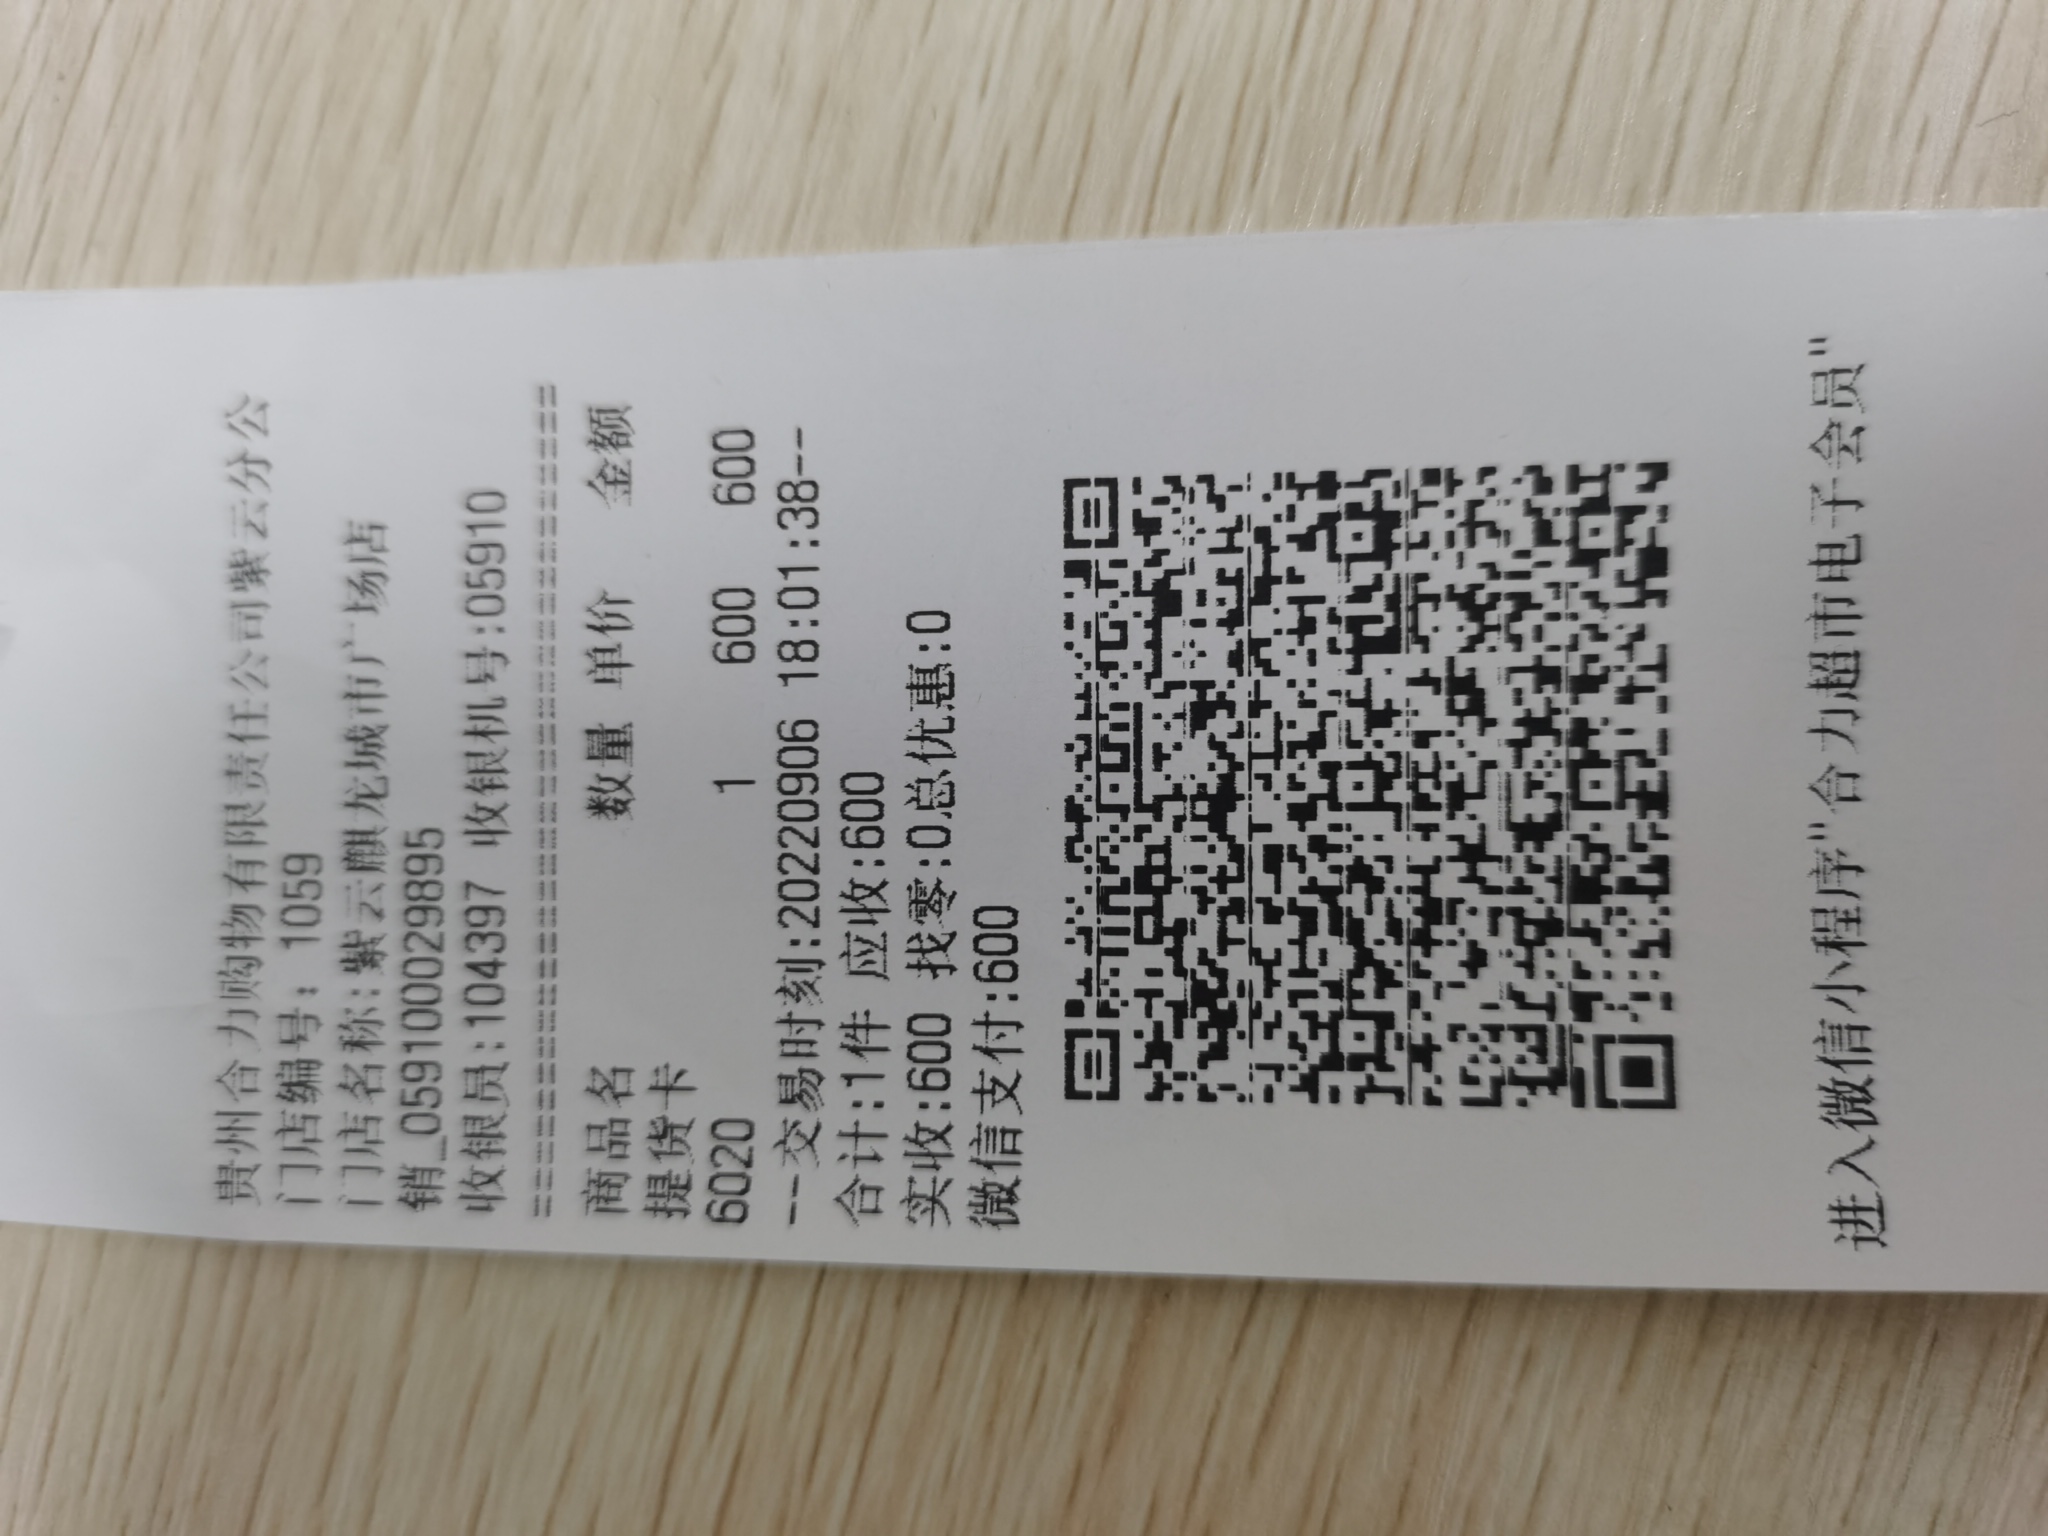 贵州合力购物有限责任公司紫云分公
门店编号：1059
门店名称:紫云麒龙城市广场店
销_0591000029895
收银员:104397 收银机号:05910
================================
商品名 数量 单价 金额
提货卡
6020 1 600 600
--交易时刻:20220906 18:01:38--
合计:1件 应收:600
实收:600 找零:0总优惠:0
微信支付:600
进入微信小程序"合力超市电子会员"